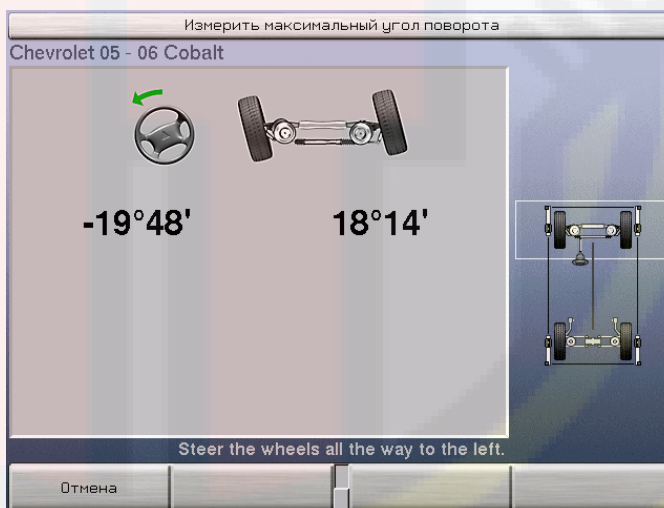 Измерить максимальный угол поворота
Chevrolet 05 - 06 Cobalt
-19°48' 18°14'
Steer the wheels all the way to the left.
Отмена